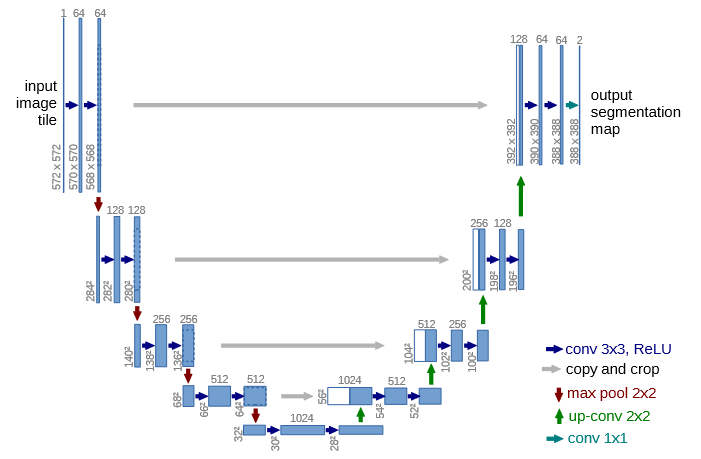 1 64 64
input
image
tile
572 x 572
570 x 570
568 x 568
128 64 64 2
output
segmentation
map
392 x 392
390 x 390
388 x 388
388 x 388
128 128
284²
282²
280²
256 128
200²
198²
196²
256 256
140²
138²
136²
512 256
104²
102²
100²
512 512
68²
66²
64²
1024 512
56²
54²
52²
1024
32²
30²
28²
conv 3x3, ReLU
copy and crop
max pool 2x2
up-conv 2x2
conv 1x1